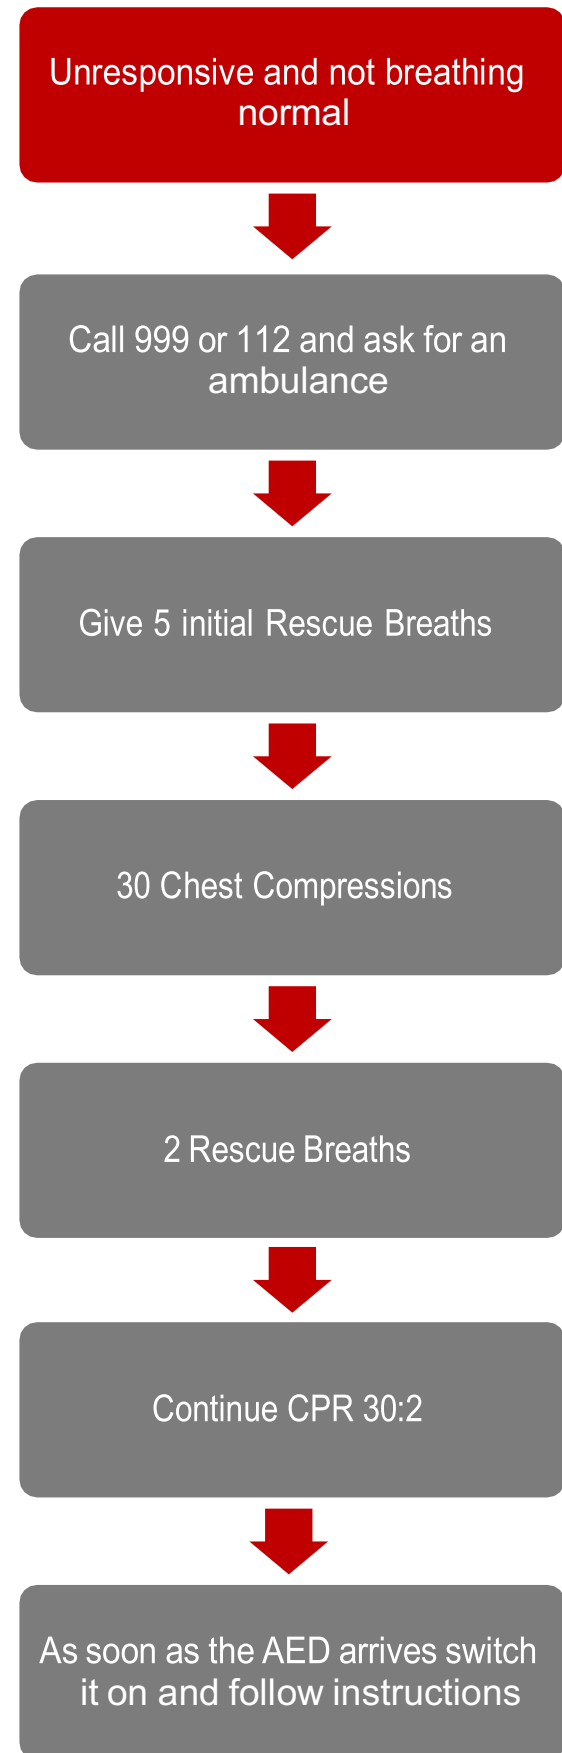 Unresponsive and not breathing
normal
Call 999 or 112 and ask for an
ambulance
Give 5 initial Rescue Breaths
30 Chest Compressions
2 Rescue Breaths
Continue CPR 30:2
As soon as the AED arrives switch
it on and follow instructions